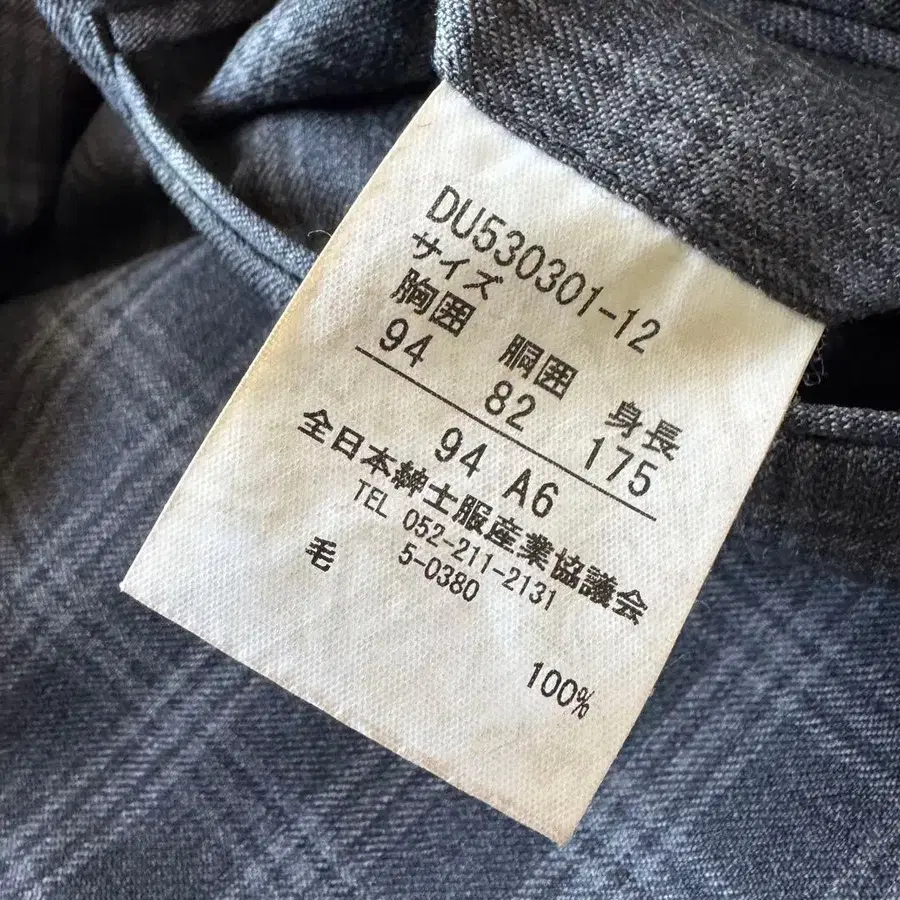 DU530301-12
サイズ
胸囲 胴囲 身長
94 82 175
94 A6
全日本紳士服産業協議会
TEL 052-211-2131
5-0380
毛 100%